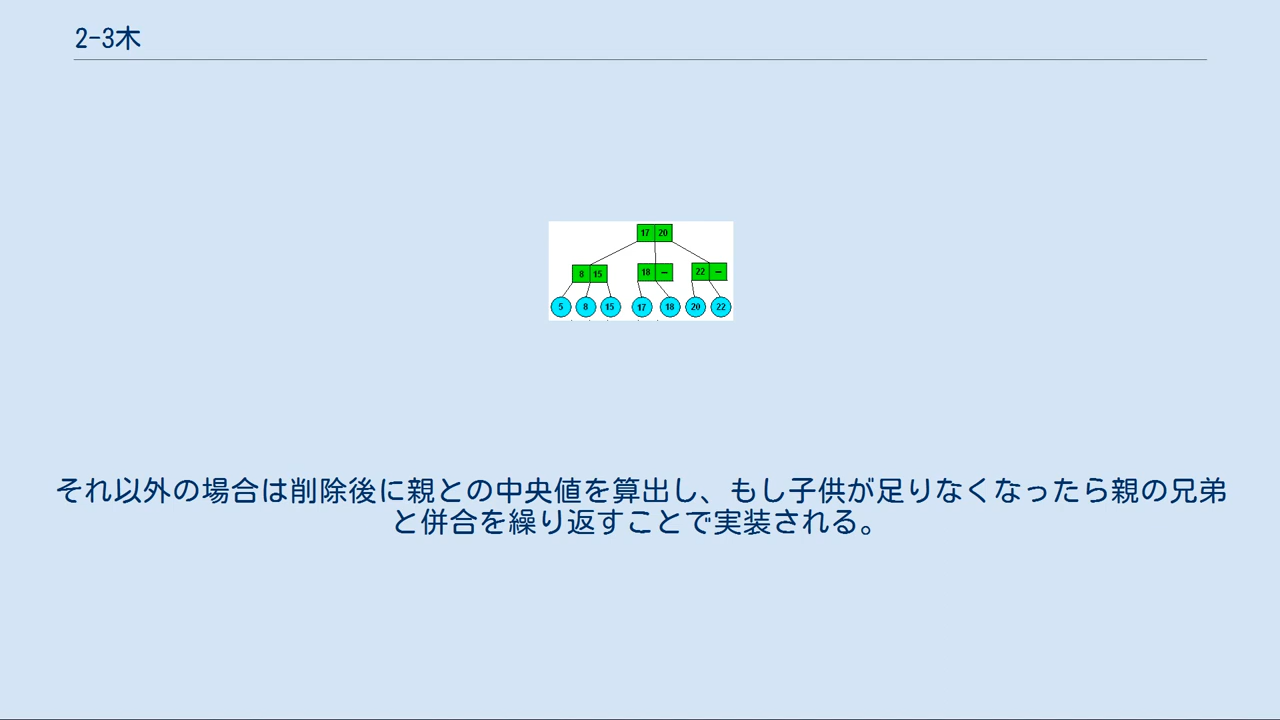 2-3木
17 20
8 15 18 − 22 −
5 8 15 17 18 20 22
それ以外の場合は削除後に親との中央値を算出し、もし子供が足りなくなったら親の兄弟
と併合を繰り返すことで実装される。